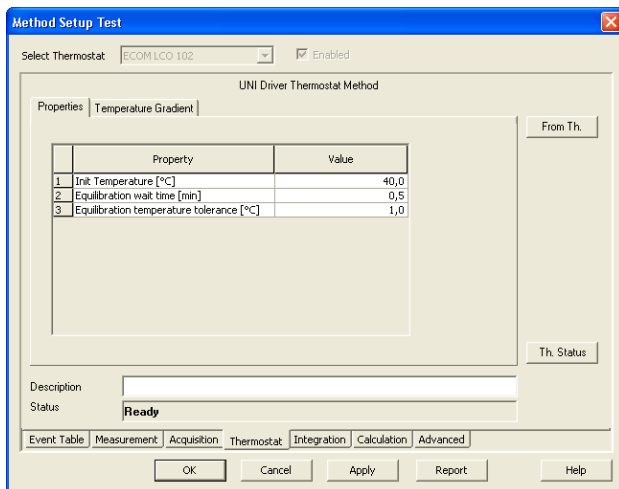 Method Setup Test
Select Thermostat ECOM LCO 102 Enabled
UNI Driver Thermostat Method
Properties Temperature Gradient
From Th.
Property Value
1 Init Temperature [°C] 40,0
2 Equilibration wait time [min] 0,5
3 Equilibration temperature tolerance [°C] 1,0
Th. Status
Description
Status Ready
Event Table Measurement Acquisition Thermostat Integration Calculation Advanced
OK Cancel Apply Report Help